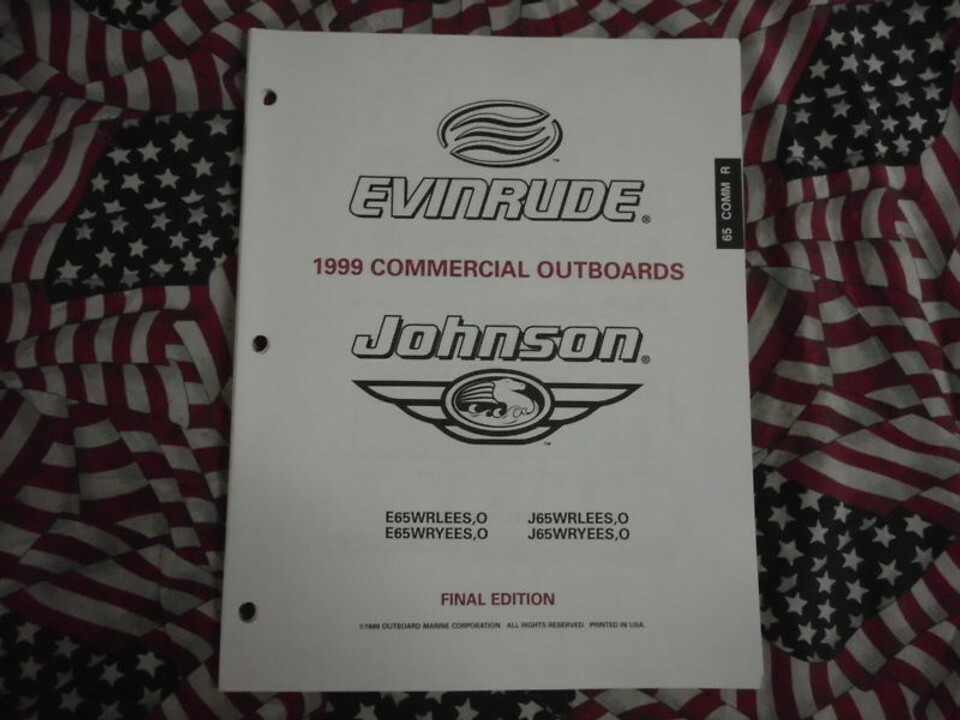 EVINRUDE®
65 COMM R
1999 COMMERCIAL OUTBOARDS
Johnson®
™
E65WRLEES,O J65WRLEES,O
E65WRYEES,O J65WRYEES,O
FINAL EDITION
©1999 OUTBOARD MARINE CORPORATION. ALL RIGHTS RESERVED. PRINTED IN USA.